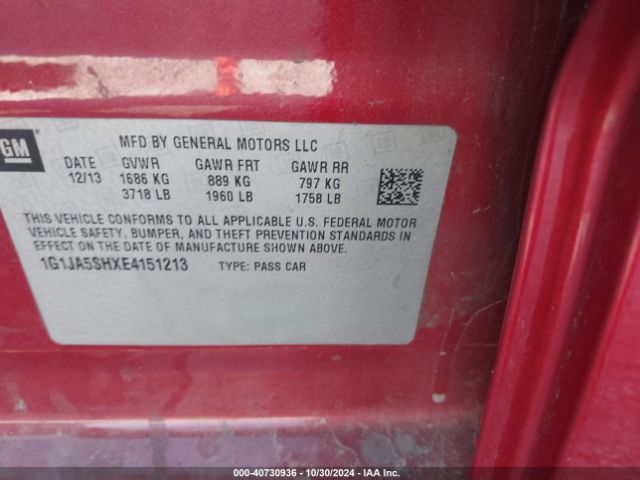 GM
MFD BY GENERAL MOTORS LLC
DATE GVWR GAWR FRT GAWR RR
12/13 1686 KG 889 KG 797 KG
3718 LB 1960 LB 1758 LB
THIS VEHICLE CONFORMS TO ALL APPLICABLE U.S. FEDERAL MOTOR
VEHICLE SAFETY, BUMPER, AND THEFT PREVENTION STANDARDS IN
EFFECT ON THE DATE OF MANUFACTURE SHOWN ABOVE.
1G1JA5SHXE4151213 TYPE: PASS CAR
000-40730936 - 10/30/2024 - IAA Inc.